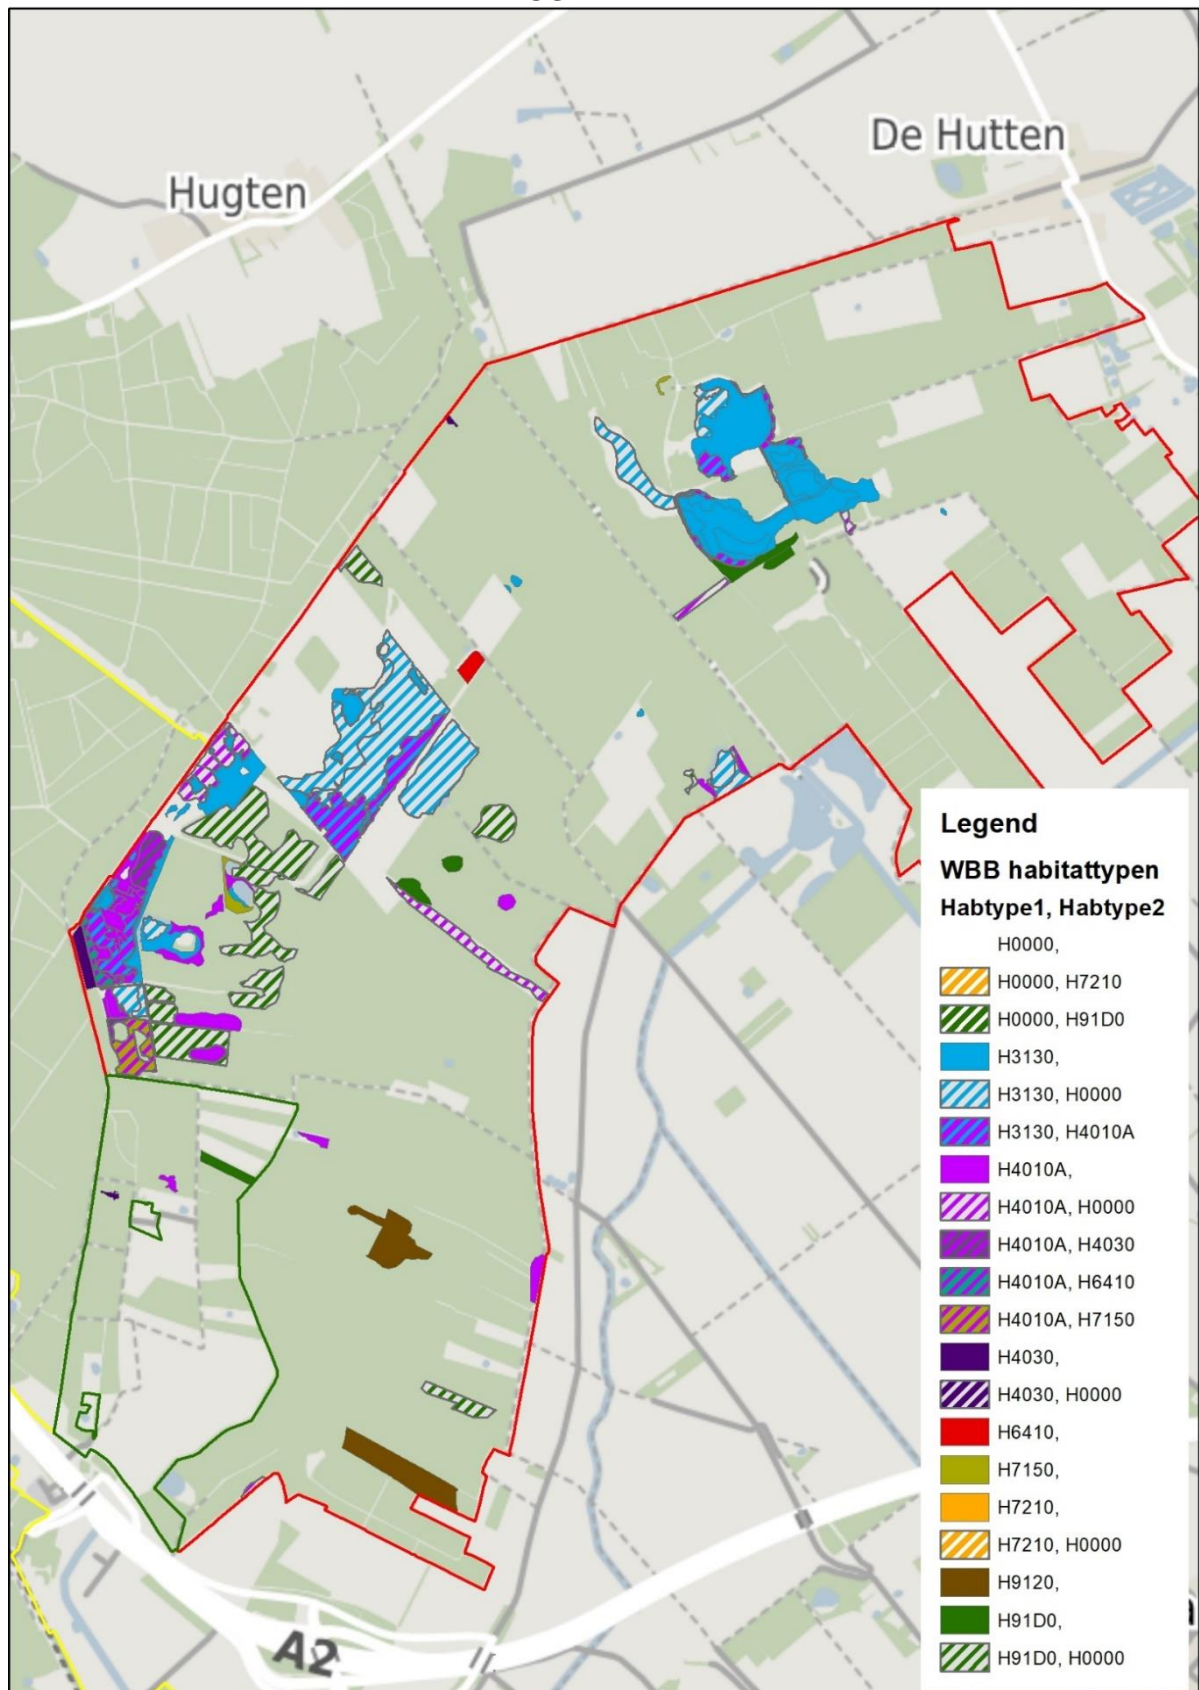 De Hutten
Hugten
Legend
WBB habitattypen
Habtype1, Habtype2
H0000,
H0000, H7210
H0000, H91D0
H3130,
H3130, H0000
H3130, H4010A
H4010A,
H4010A, H0000
H4010A, H4030
H4010A, H6410
H4010A, H7150
H4030,
H4030, H0000
H6410,
H7150,
H7210,
H7210, H0000
H9120,
H91D0,
H91D0, H0000
A2